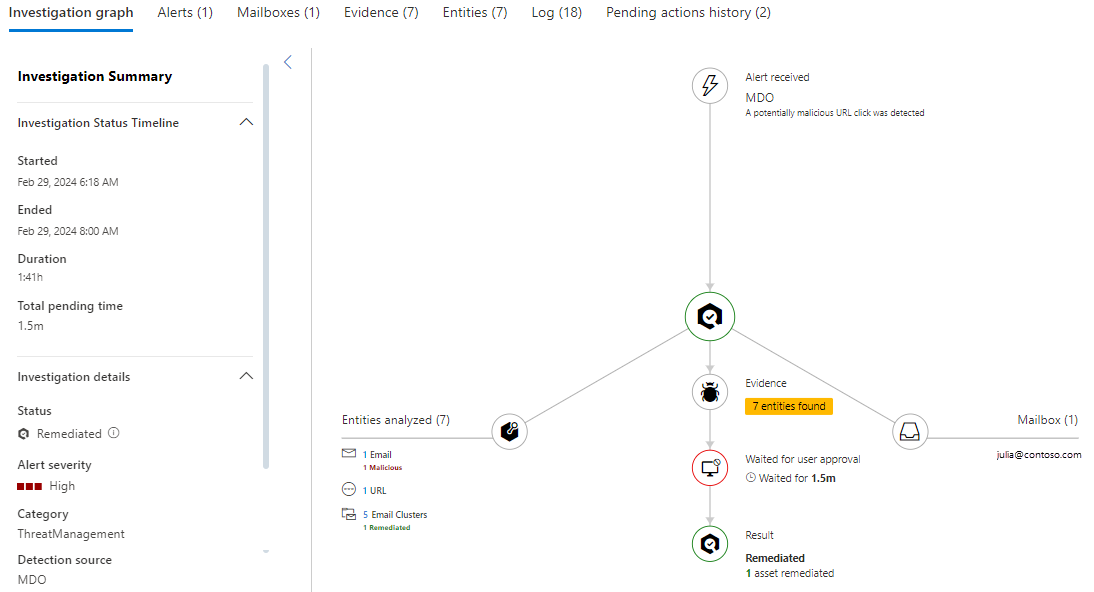 Investigation graph
Alerts (1)
Mailboxes (1)
Evidence (7)
Entities (7)
Log (18)
Pending actions history (2)
Investigation Summary
Investigation Status Timeline
Started
Feb 29, 2024 6:18 AM
Ended
Feb 29, 2024 8:00 AM
Duration
1:41h
Total pending time
1.5m
Investigation details
Status
Remediated
Alert severity
High
Category
ThreatManagement
Detection source
MDO
Alert received
MDO
A potentially malicious URL click was detected
Entities analyzed (7)
1 Email
1 Malicious
1 URL
5 Email Clusters
1 Remediated
Evidence
7 entities found
Mailbox (1)
julia@contoso.com
Waited for user approval
Waited for 1.5m
Result
Remediated
1 asset remediated